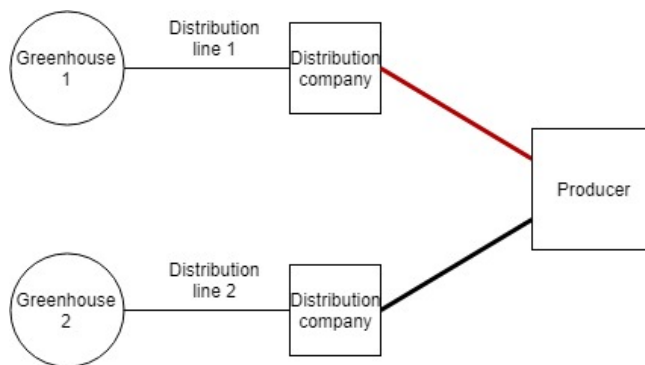 Greenhouse
1
Distribution
line 1
Distribution
company
Producer
Greenhouse
2
Distribution
line 2
Distribution
company